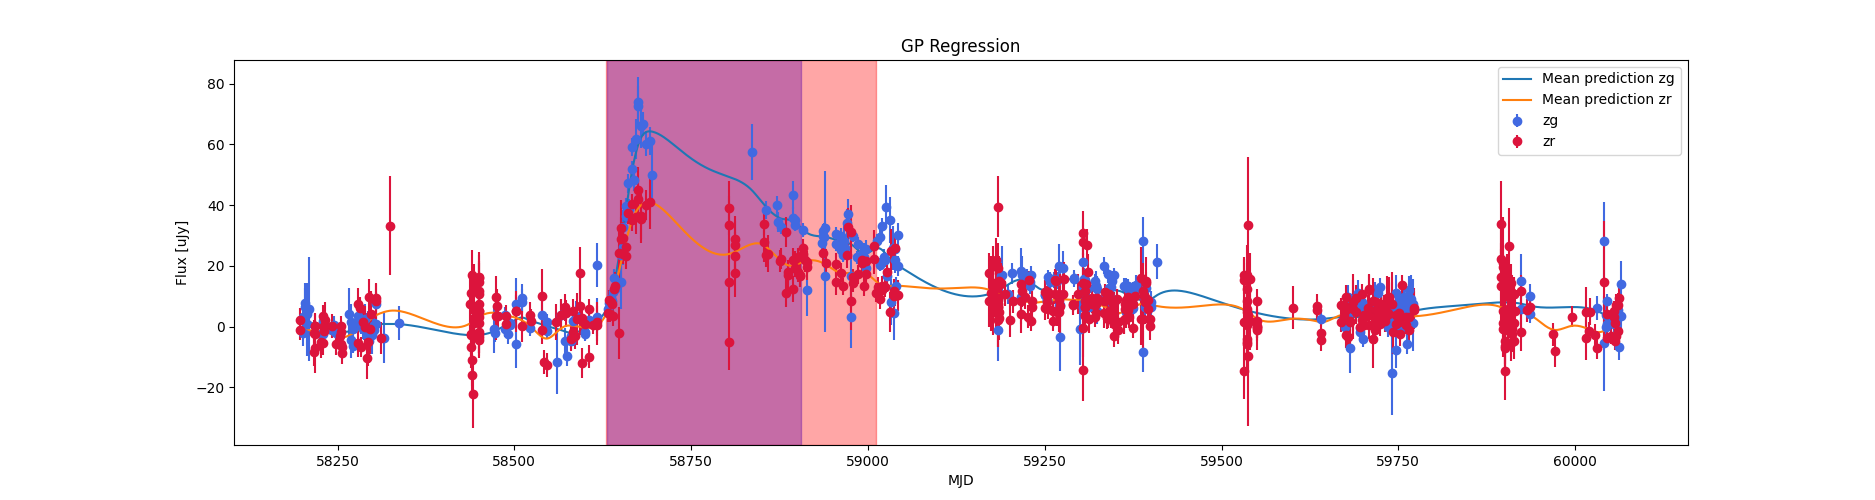 GP Regression
Flux [uJy]
80
60
40
20
0
−20
Mean prediction zg
Mean prediction zr
zg
zr
58250 58500 58750 59000 59250 59500 59750 60000
MJD